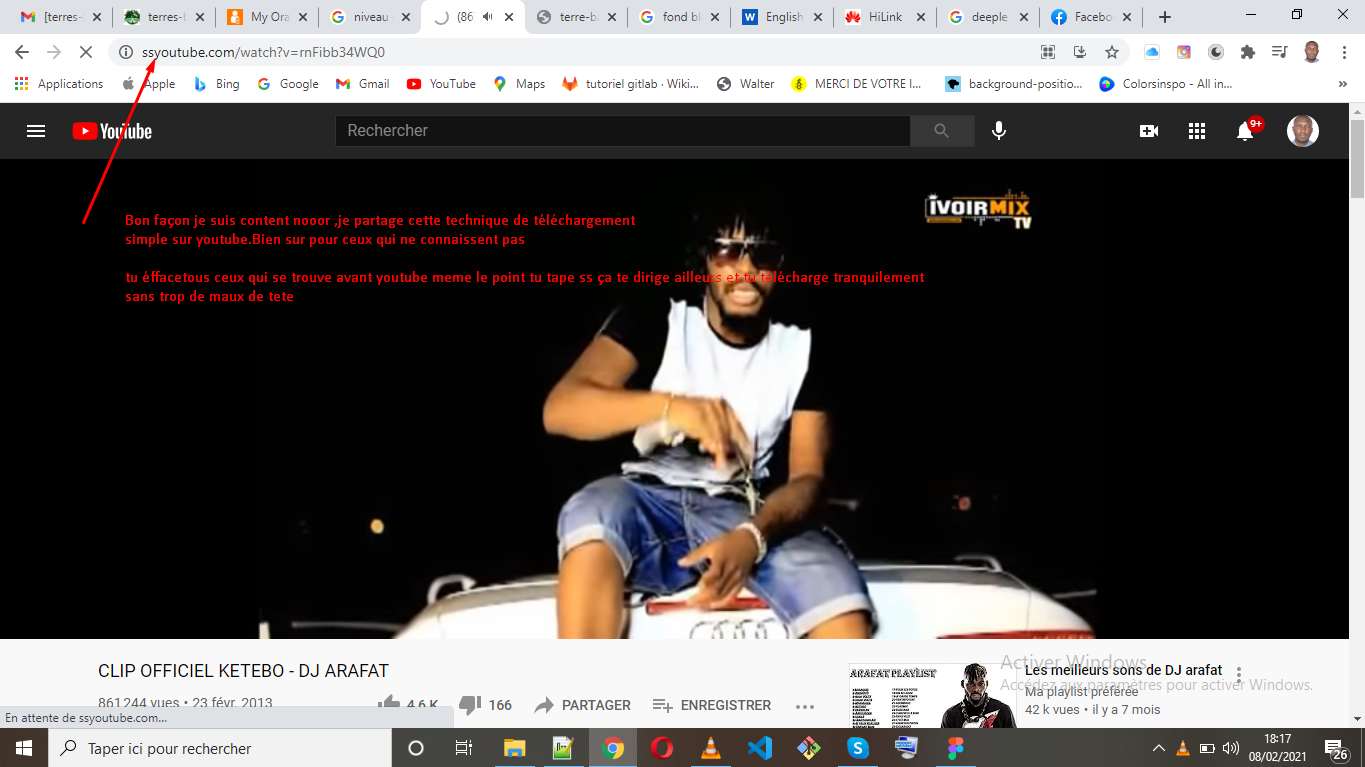 [terres-
terres-b
My Ora
niveau
(86
terre-ba
fond bl
English
HiLink
deeple
Facebo
ssyoutube.com/watch?v=rnFibb34WQ0
Applications
Apple
Bing
Google
Gmail
YouTube
Maps
tutoriel gitlab - Wiki...
Walter
MERCI DE VOTRE I...
background-positio...
Colorsinspo - All in...
»
YouTube
Rechercher
9+
iVOIRMIX
TV
Bon façon je suis content nooor ,je partage cette technique de téléchargement
simple sur youtube.Bien sur pour ceux qui ne connaissent pas
tu éffacetous ceux qui se trouve avant youtube meme le point tu tape ss ça te dirige ailleurs et tu télécharge tranquilement
sans trop de maux de tete
CLIP OFFICIEL KETEBO - DJ ARAFAT
861 244 vues • 23 févr. 2013
4,6 K
166
PARTAGER
ENREGISTRER
ARAFAT PLAYLIST
Les meilleurs sons de DJ arafat
Ma playlist préférée
42 k vues • il y a 7 mois
Activer Windows
Accédez aux paramètres pour activer Windows.
En attente de ssyoutube.com...
Taper ici pour rechercher
18:17
08/02/2021
26